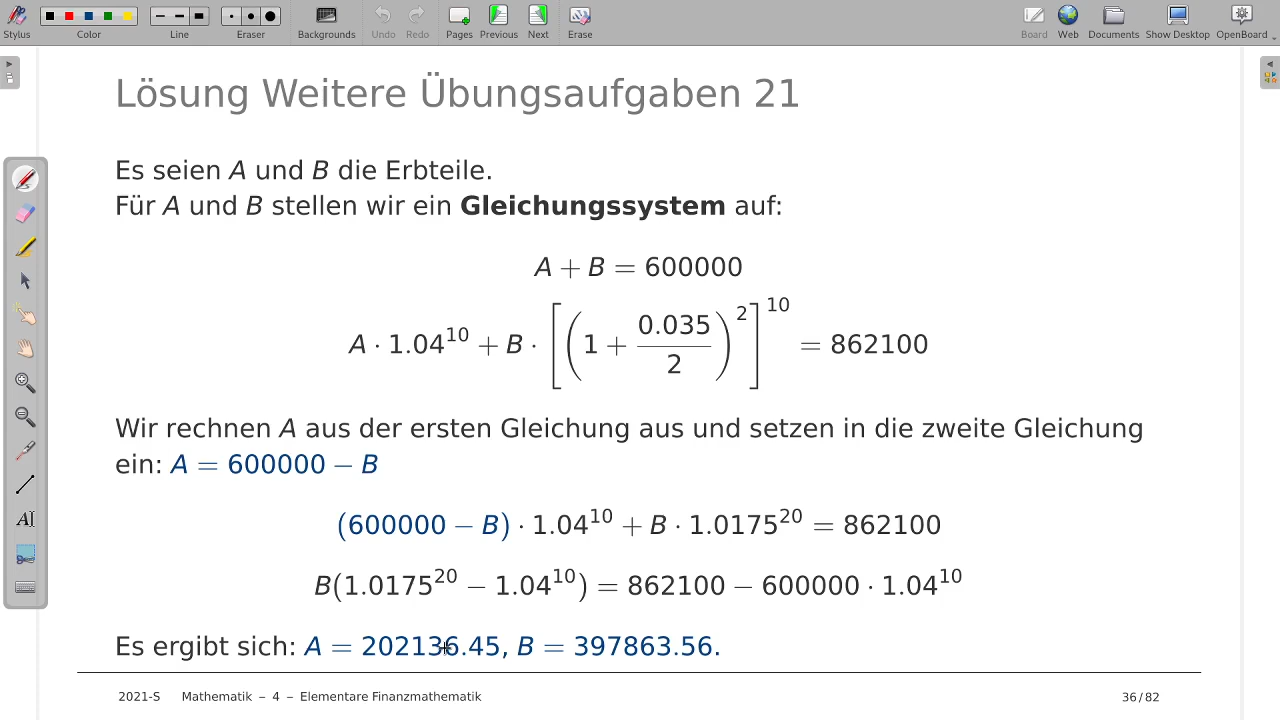 Stylus Color Line Eraser Backgrounds Undo Redo Pages Previous Next Erase Board Web Documents Show Desktop OpenBoard
Lösung Weitere Übungsaufgaben 21
Es seien A und B die Erbteile.
Für A und B stellen wir ein Gleichungssystem auf:
A + B = 600000
A · 1.04^10 + B · [(1 + 0.035/2)^2]^10 = 862100
Wir rechnen A aus der ersten Gleichung aus und setzen in die zweite Gleichung
ein: A = 600000 − B
(600000 − B) · 1.04^10 + B · 1.0175^20 = 862100
B(1.0175^20 − 1.04^10) = 862100 − 600000 · 1.04^10
Es ergibt sich: A = 202136.45, B = 397863.56.
2021-S Mathematik – 4 – Elementare Finanzmathematik 36/82